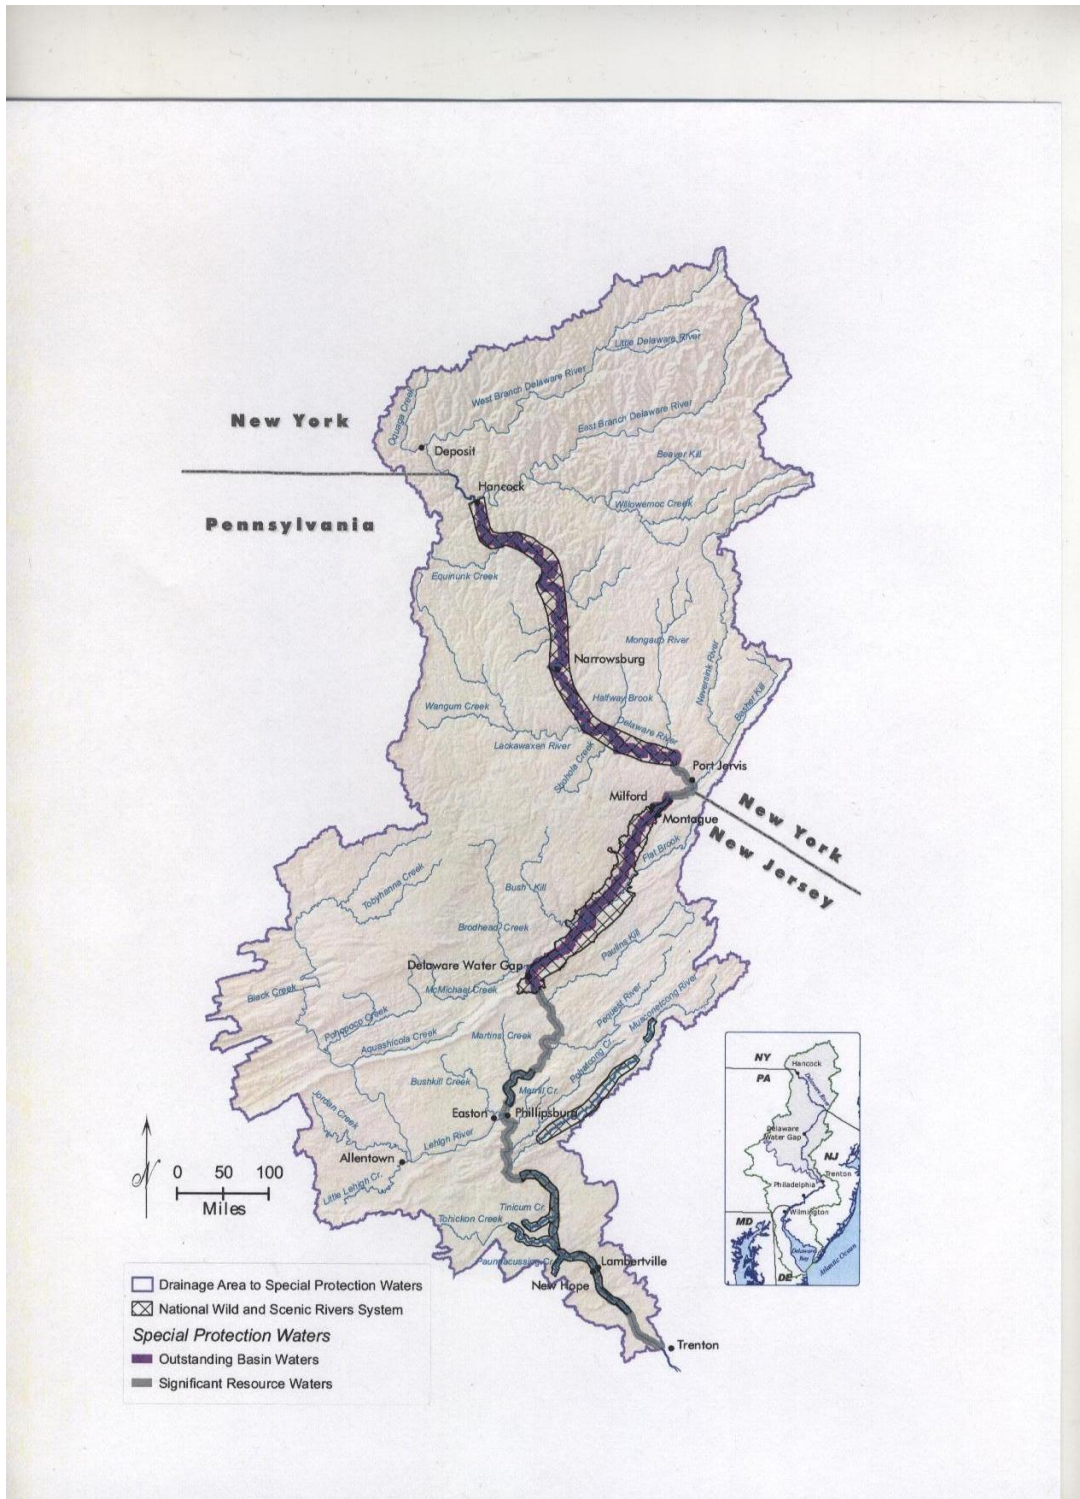 Little Delaware River
West Branch Delaware River
Oquaga Creek
East Branch Delaware River
New York
Deposit
Beaver Kill
Hancock
Willowemoc Creek
Pennsylvania
Equinunk Creek
Mongaup River
Narrowsburg
Neversink River
Basher Kill
Halfway Brook
Wangum Creek
Delaware River
Lackawaxen River
Shohola Creek
Port Jervis
Milford
New York
Montague
New Jersey
Flat Brook
Tobyhanna Creek
Bush Kill
Brodhead Creek
Paulins Kill
Delaware Water Gap
McMichael Creek
Black Creek
Pequest River
Musconetcong River
Pohopoco Creek
Aquashicola Creek
Martins Creek
Pohatcong Cr.
Bushkill Creek
Merrill Cr.
Jordan Creek
Easton
Phillipsburg
Lehigh River
Allentown
Little Lehigh Cr.
Tinicum Cr.
Tohickon Creek
Paunnacussing Cr.
Lambertville
New Hope
Trenton
N
0 50 100
Miles
Drainage Area to Special Protection Waters
National Wild and Scenic Rivers System
Special Protection Waters
Outstanding Basin Waters
Significant Resource Waters
NY
Hancock
PA
Delaware
Water Gap
NJ
Trenton
Philadelphia
Wilmington
MD
Delaware
Bay
Atlantic Ocean
DE